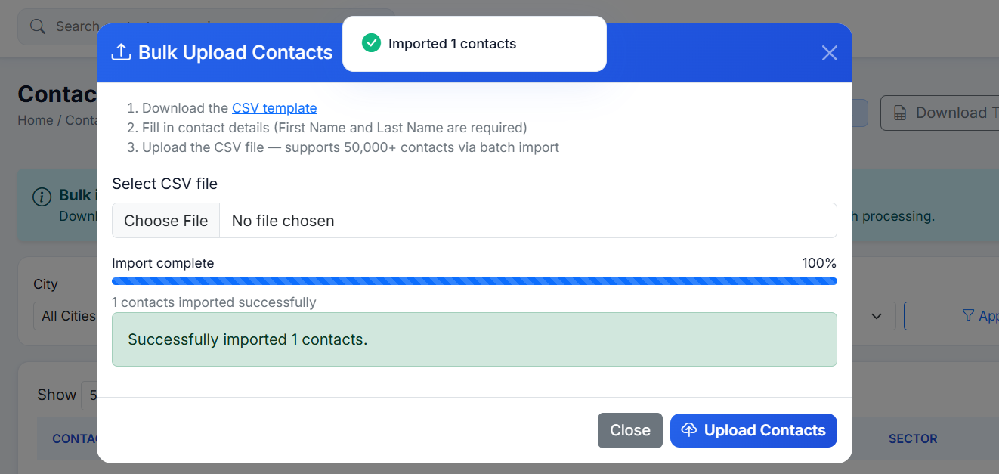 Search
Imported 1 contacts
Bulk Upload Contacts
Contac
Home / Conta
Download T
1. Download the CSV template
2. Fill in contact details (First Name and Last Name are required)
3. Upload the CSV file — supports 50,000+ contacts via batch import
Bulk i
Downl
h processing.
Select CSV file
Choose File No file chosen
Import complete 100%
City
1 contacts imported successfully
All Cities
App
Successfully imported 1 contacts.
Show 5
Close Upload Contacts
CONTA
SECTOR